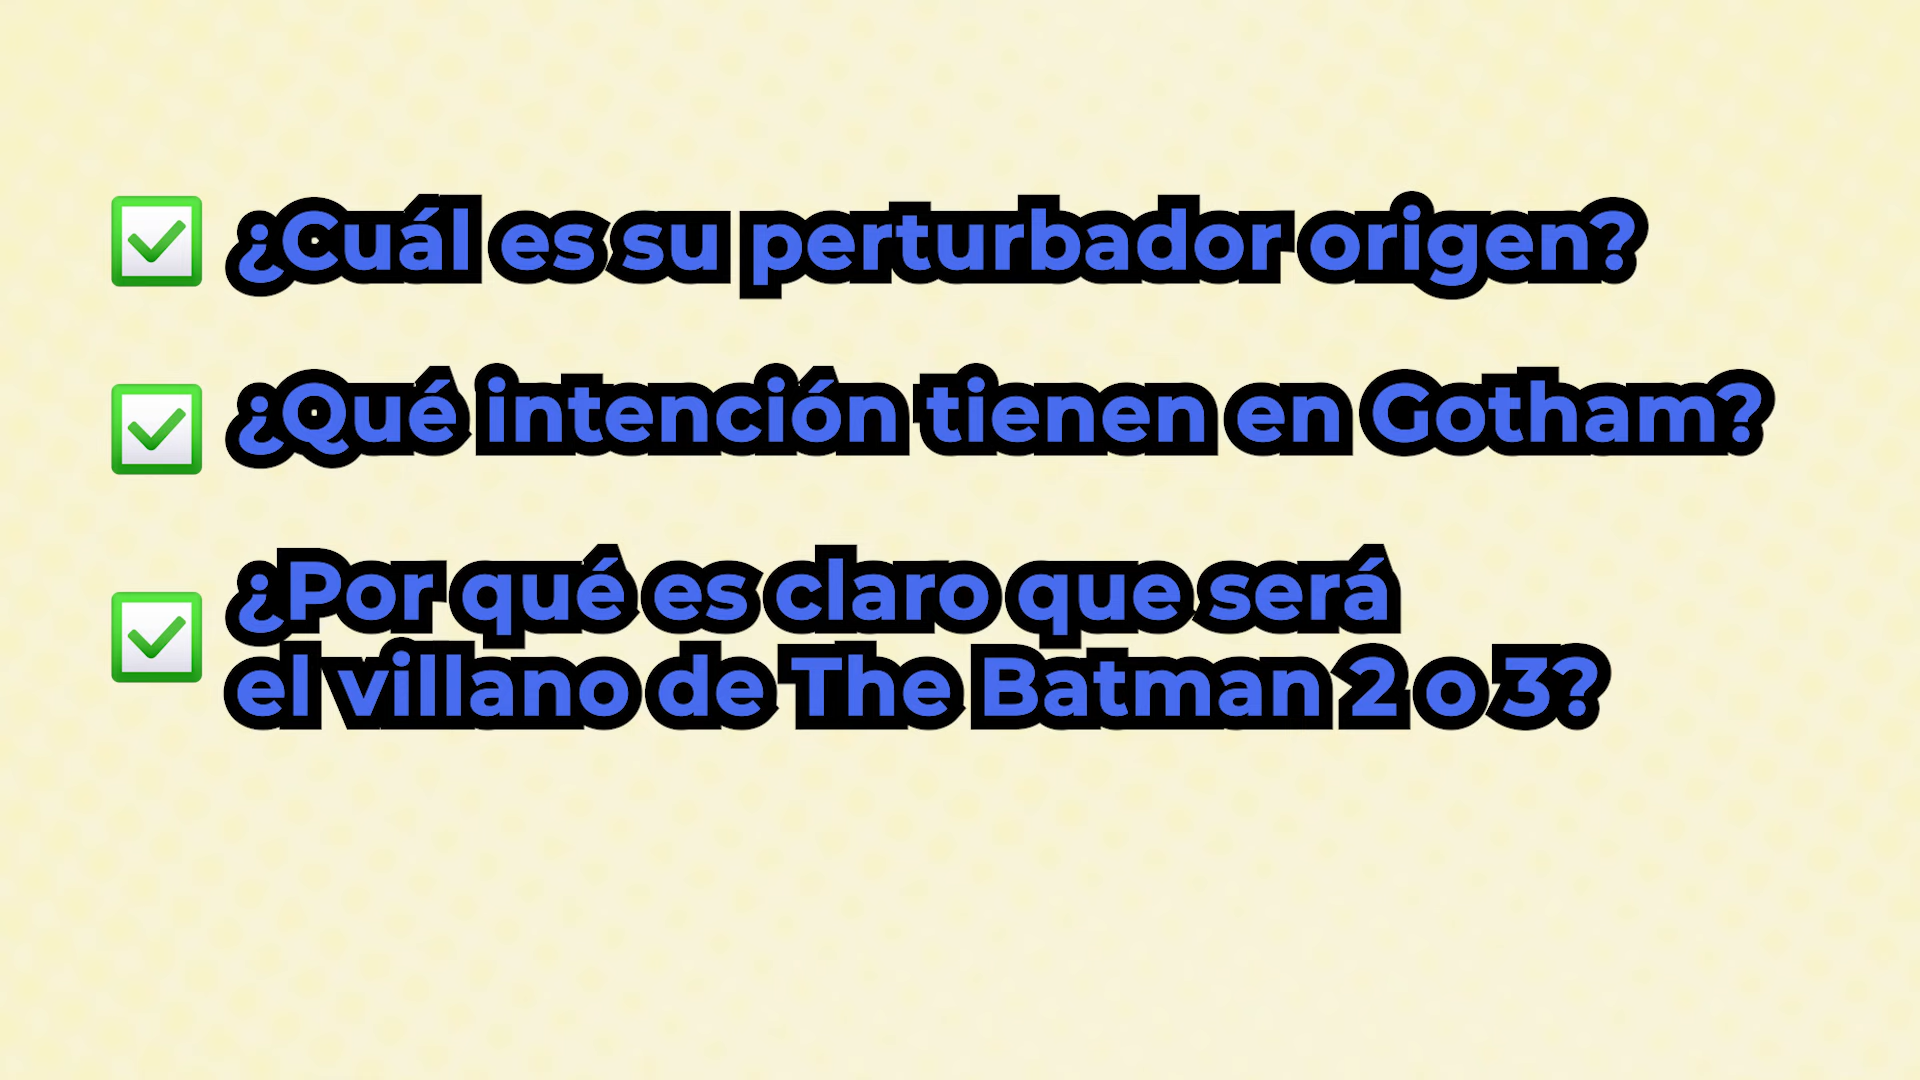 ¿Cuál es su perturbador origen?
¿Qué intención tienen en Gotham?
¿Por qué es claro que será
el villano de The Batman 2 o 3?